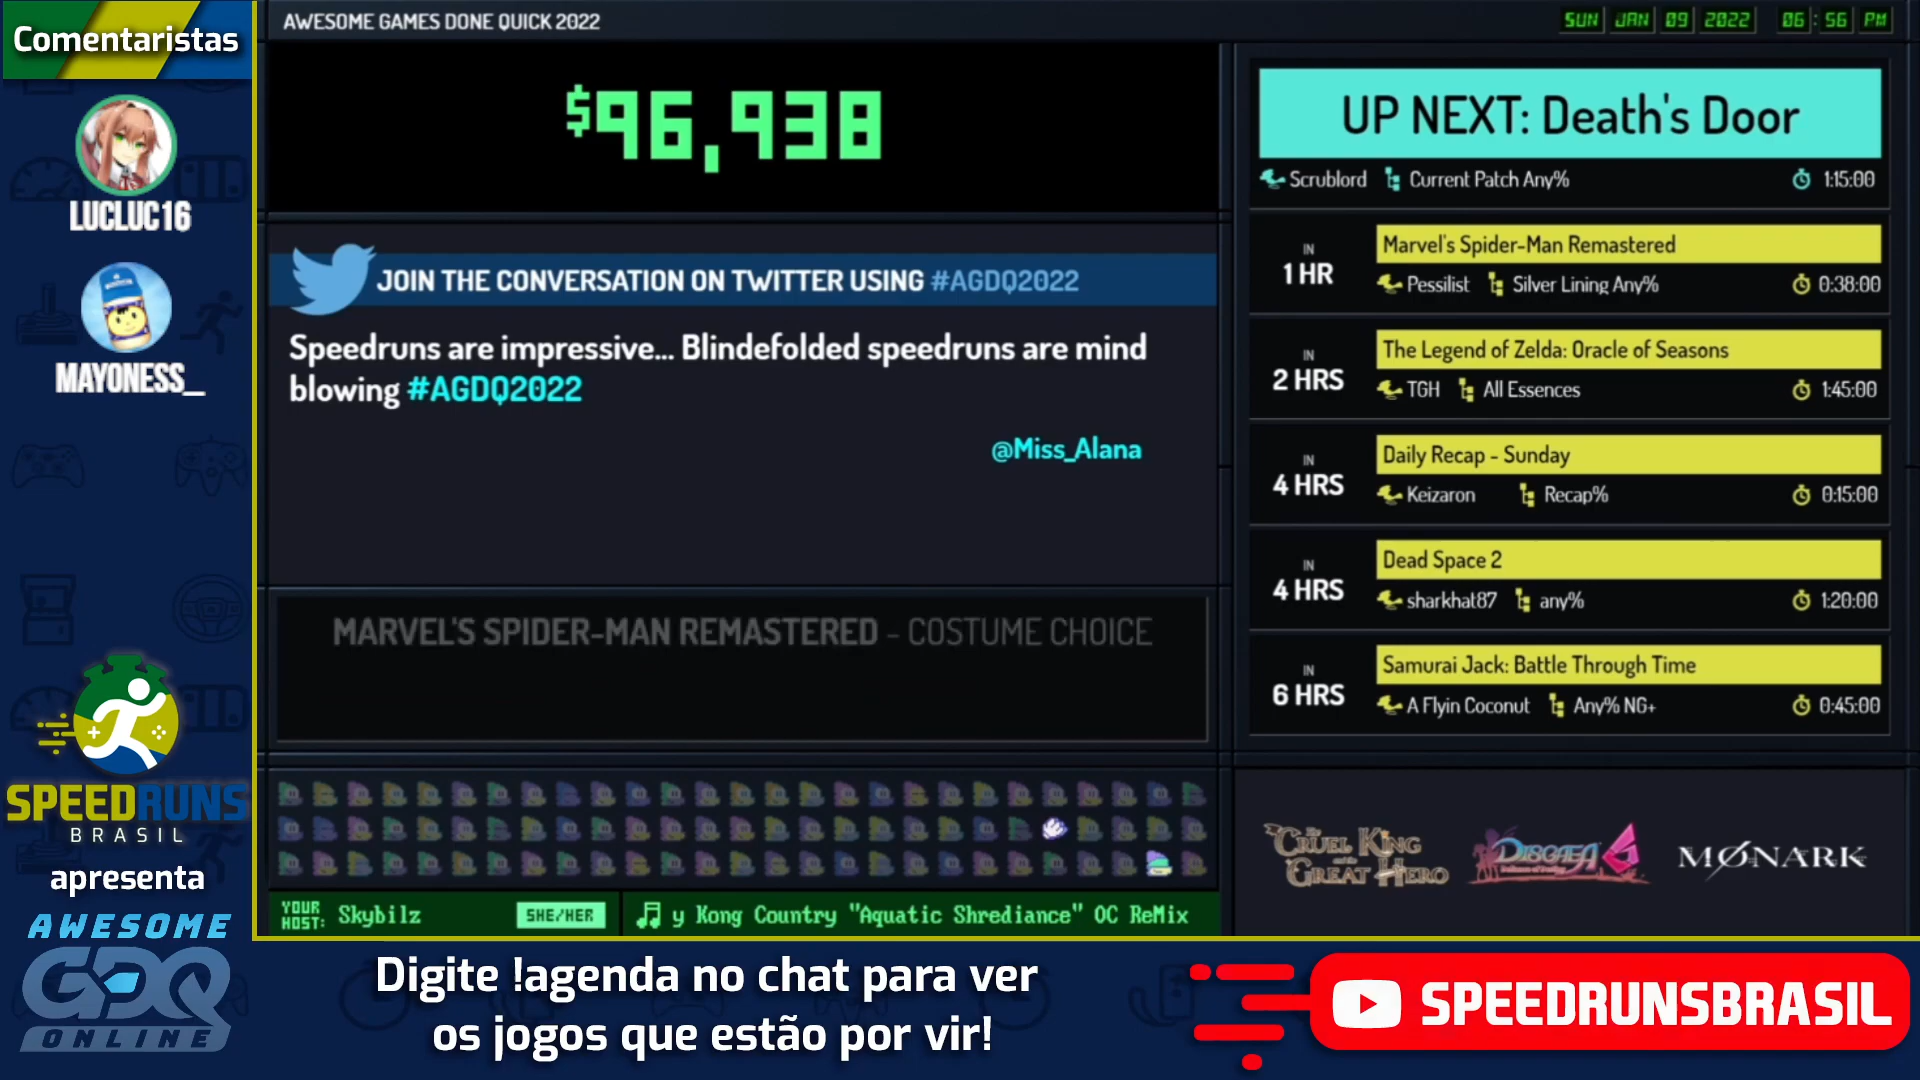 Comentaristas
LUCLUC16
MAYONESS_
SPEEDRUNS
BRASIL
apresenta
AWESOME
GDQ
ONLINE
AWESOME GAMES DONE QUICK 2022
SUN JAN 09 2022 06:56 PM
$96,938
JOIN THE CONVERSATION ON TWITTER USING #AGDQ2022
Speedruns are impressive... Blindefolded speedruns are mind
blowing #AGDQ2022
@Miss_Alana
MARVEL'S SPIDER-MAN REMASTERED - COSTUME CHOICE
YOUR HOST: Skybilz SHE/HER
y Kong Country "Aquatic Shrediance" OC ReMix
UP NEXT: Death's Door
Scrublord Current Patch Any% 1:15:00
IN 1 HR
Marvel's Spider-Man Remastered
Pessilist Silver Lining Any% 0:38:00
IN 2 HRS
The Legend of Zelda: Oracle of Seasons
TGH All Essences 1:45:00
IN 4 HRS
Daily Recap - Sunday
Keizaron Recap% 0:15:00
IN 4 HRS
Dead Space 2
sharkhat87 any% 1:20:00
IN 6 HRS
Samurai Jack: Battle Through Time
A Flyin Coconut Any% NG+ 0:45:00
The CRUEL KING and the GREAT HERO
DISGAEA 6
MONARK
Digite !agenda no chat para ver
os jogos que estão por vir!
SPEEDRUNSBRASIL